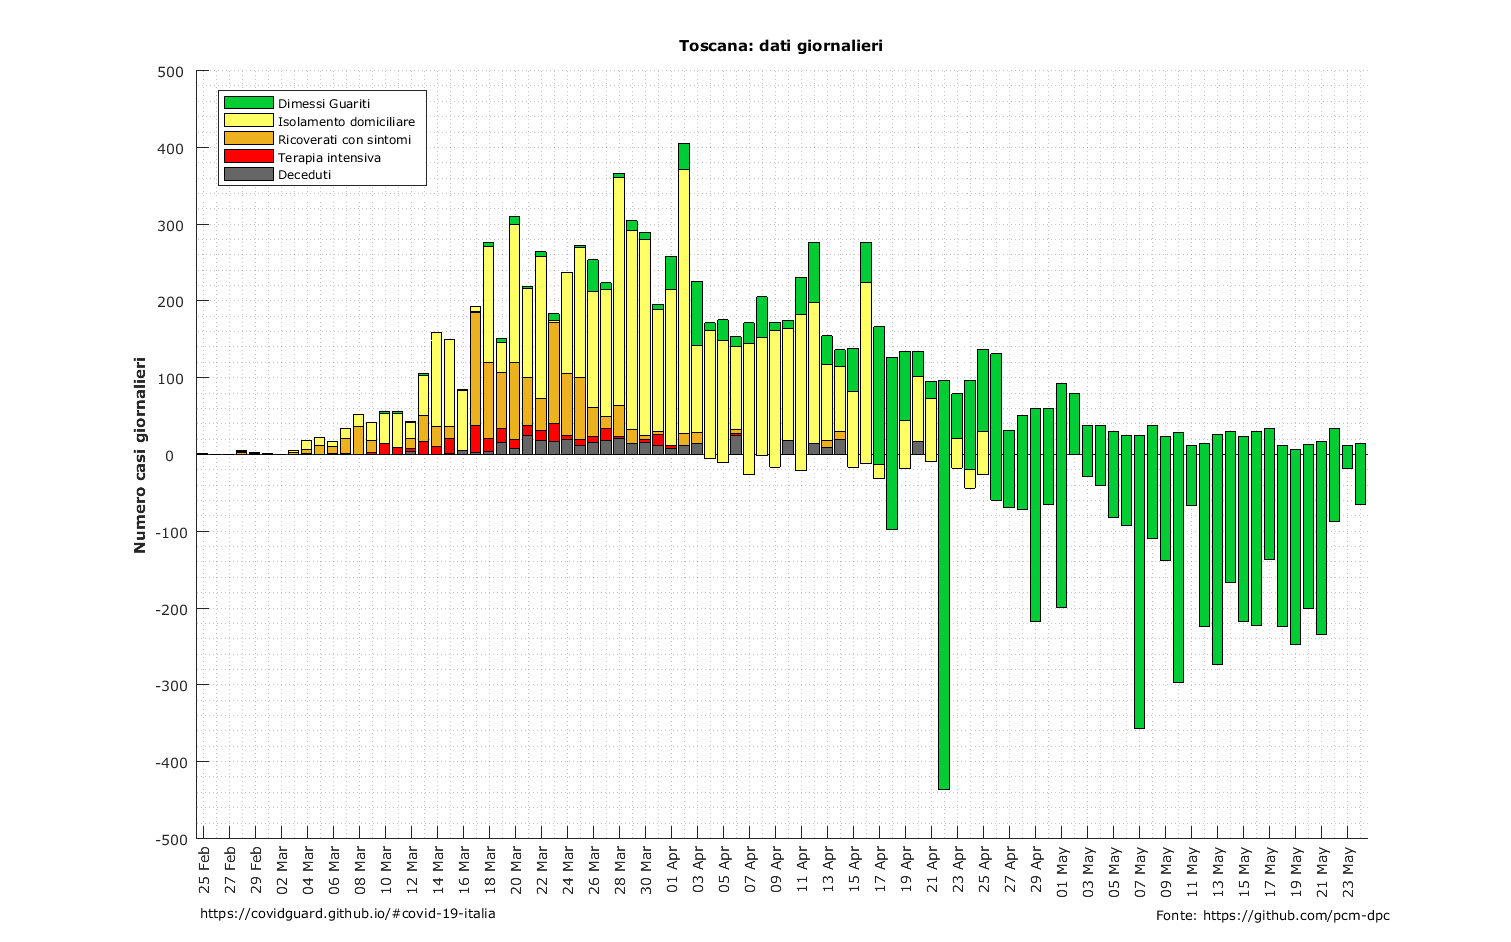 Toscana: dati giornalieri
500
400
300
200
100
0
-100
-200
-300
-400
-500
Numero casi giornalieri
Dimessi Guariti
Isolamento domiciliare
Ricoverati con sintomi
Terapia intensiva
Deceduti
25 Feb
27 Feb
29 Feb
02 Mar
04 Mar
06 Mar
08 Mar
10 Mar
12 Mar
14 Mar
16 Mar
18 Mar
20 Mar
22 Mar
24 Mar
26 Mar
28 Mar
30 Mar
01 Apr
03 Apr
05 Apr
07 Apr
09 Apr
11 Apr
13 Apr
15 Apr
17 Apr
19 Apr
21 Apr
23 Apr
25 Apr
27 Apr
29 Apr
01 May
03 May
05 May
07 May
09 May
11 May
13 May
15 May
17 May
19 May
21 May
23 May
https://covidguard.github.io/#covid-19-italia
Fonte: https://github.com/pcm-dpc